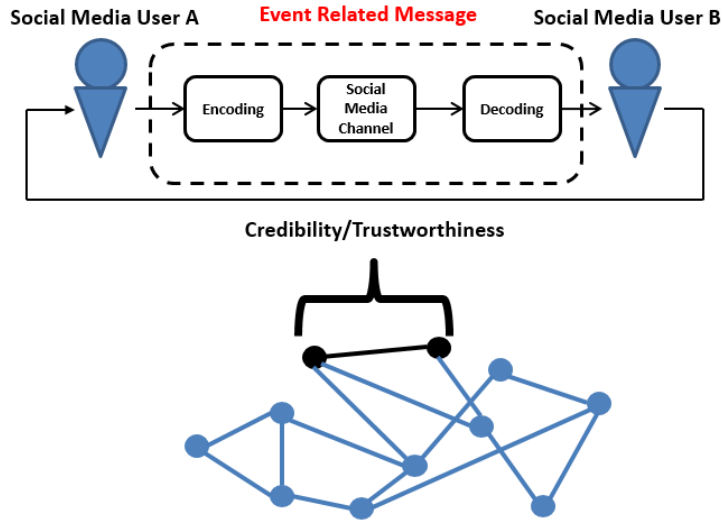 Social Media User A
Event Related Message
Social Media User B
Encoding
Social
Media
Channel
Decoding
Credibility/Trustworthiness